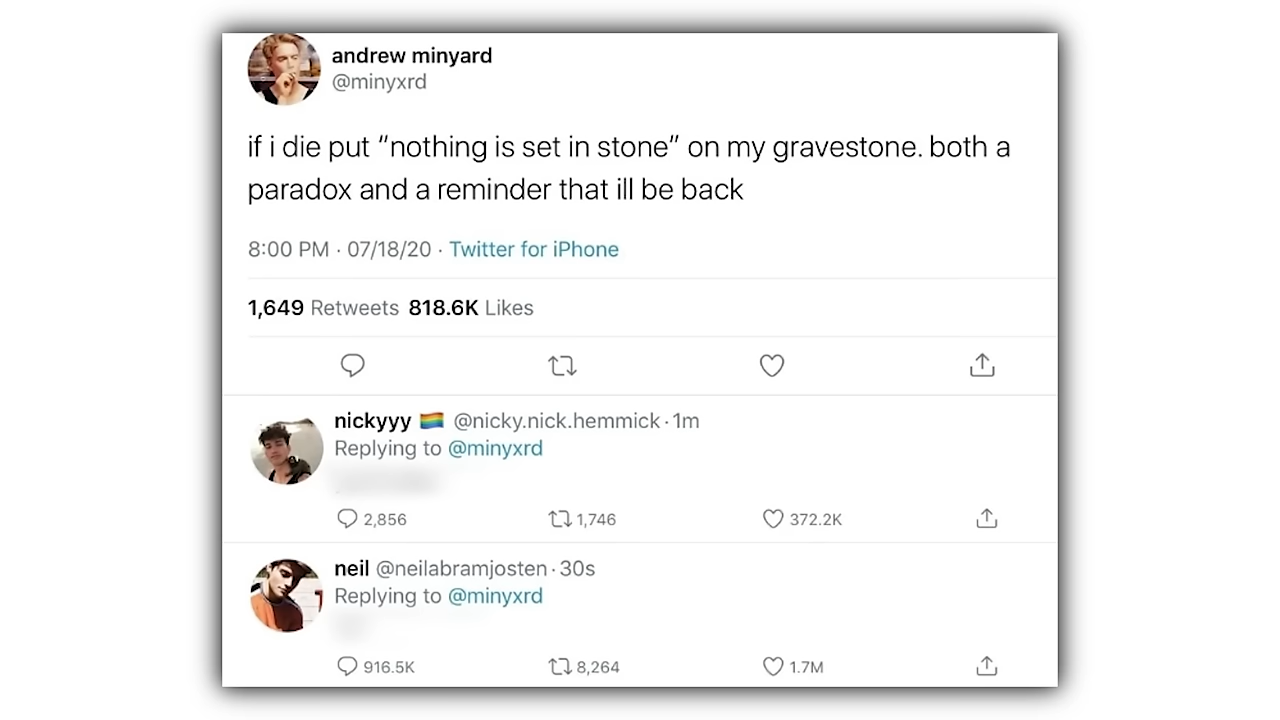 andrew minyard
@minyxrd
if i die put “nothing is set in stone” on my gravestone. both a
paradox and a reminder that ill be back
8:00 PM · 07/18/20 · Twitter for iPhone
1,649 Retweets 818.6K Likes
nickyyy 🏳️‍🌈 @nicky.nick.hemmick · 1m
Replying to @minyxrd
2,856 1,746 372.2K
neil @neilabramjosten · 30s
Replying to @minyxrd
916.5K 8,264 1.7M